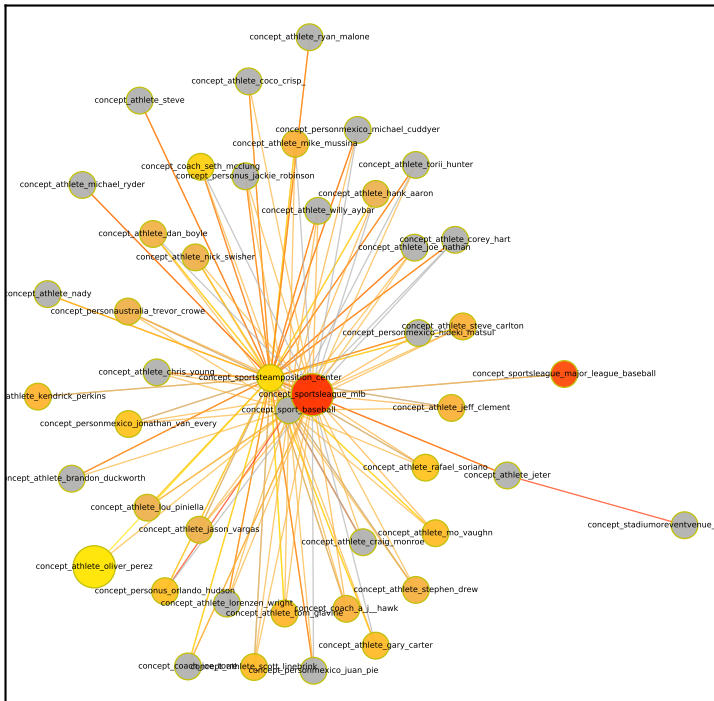 concept_athlete_ryan_malone
concept_athlete_coco_crisp_
concept_athlete_steve
concept_personmexico_michael_cuddyer
concept_athlete_mike_mussina
concept_coach_seth_mcclung
concept_athlete_torii_hunter
concept_personus_jackie_robinson
concept_athlete_michael_ryder
concept_athlete_hank_aaron
concept_athlete_willy_aybar
concept_athlete_dan_boyle
concept_athlete_corey_hart
concept_athlete_joe_nathan
concept_athlete_nick_swisher
concept_athlete_nady
concept_personaustralia_trevor_crowe
concept_athlete_steve_carlton
concept_personmexico_hideki_matsui
concept_athlete_chris_young
concept_sportsteamposition_center
concept_sportsleague_major_league_baseball
concept_sportsleague_mlb
athlete_kendrick_perkins
concept_sport_baseball
concept_athlete_jeff_clement
concept_personmexico_jonathan_van_every
concept_athlete_rafael_soriano
concept_athlete_brandon_duckworth
concept_athlete_jeter
concept_athlete_lou_piniella
concept_stadiumoreventvenue_
concept_athlete_jason_vargas
concept_athlete_mo_vaughn
concept_athlete_craig_monroe
concept_athlete_oliver_perez
concept_personus_orlando_hudson
concept_athlete_stephen_drew
concept_athlete_lorenzen_wright
concept_coach_a_j__hawk
concept_athlete_tom_glavine
concept_athlete_gary_carter
concept_athlete_scott_linebrink
concept_personmexico_juan_pie